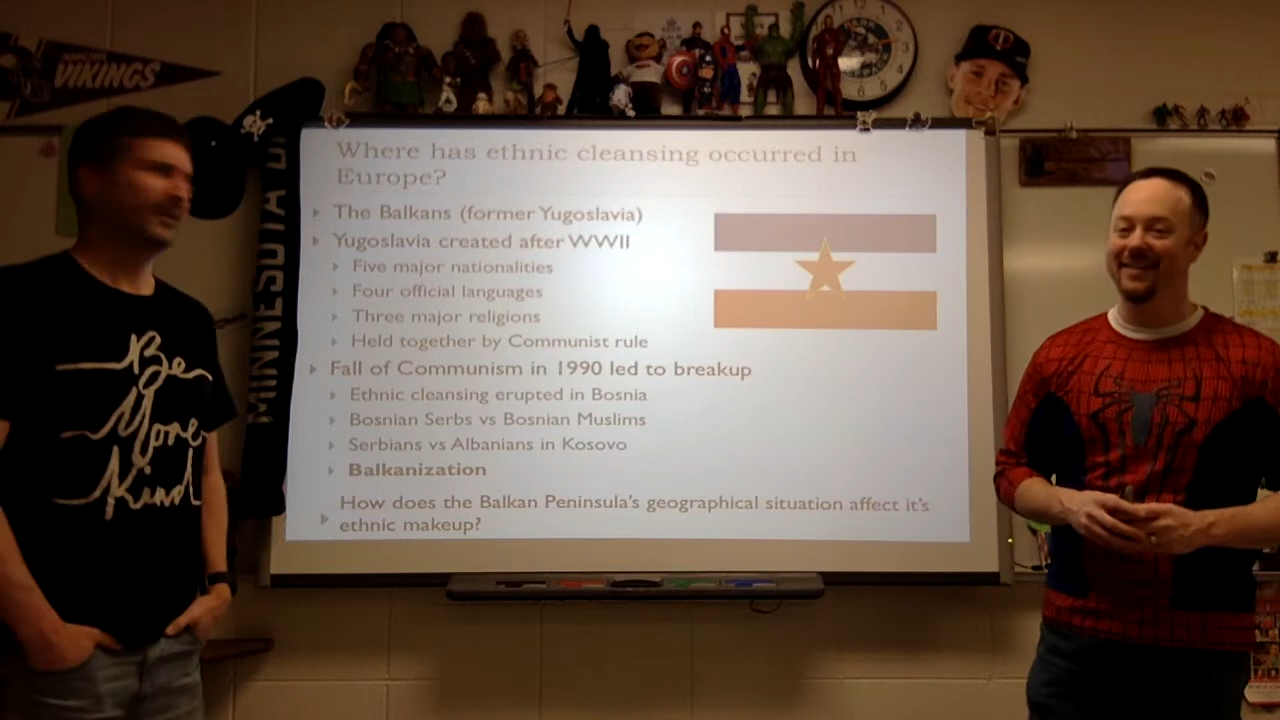 VIKINGS
MINNESOTA
Where has ethnic cleansing occurred in
Europe?
The Balkans (former Yugoslavia)
Yugoslavia created after WWII
Five major nationalities
Four official languages
Three major religions
Held together by Communist rule
Fall of Communism in 1990 led to breakup
Ethnic cleansing erupted in Bosnia
Bosnian Serbs vs Bosnian Muslims
Serbians vs Albanians in Kosovo
Balkanization
How does the Balkan Peninsula's geographical situation affect it's
ethnic makeup?
Be
More
Kind